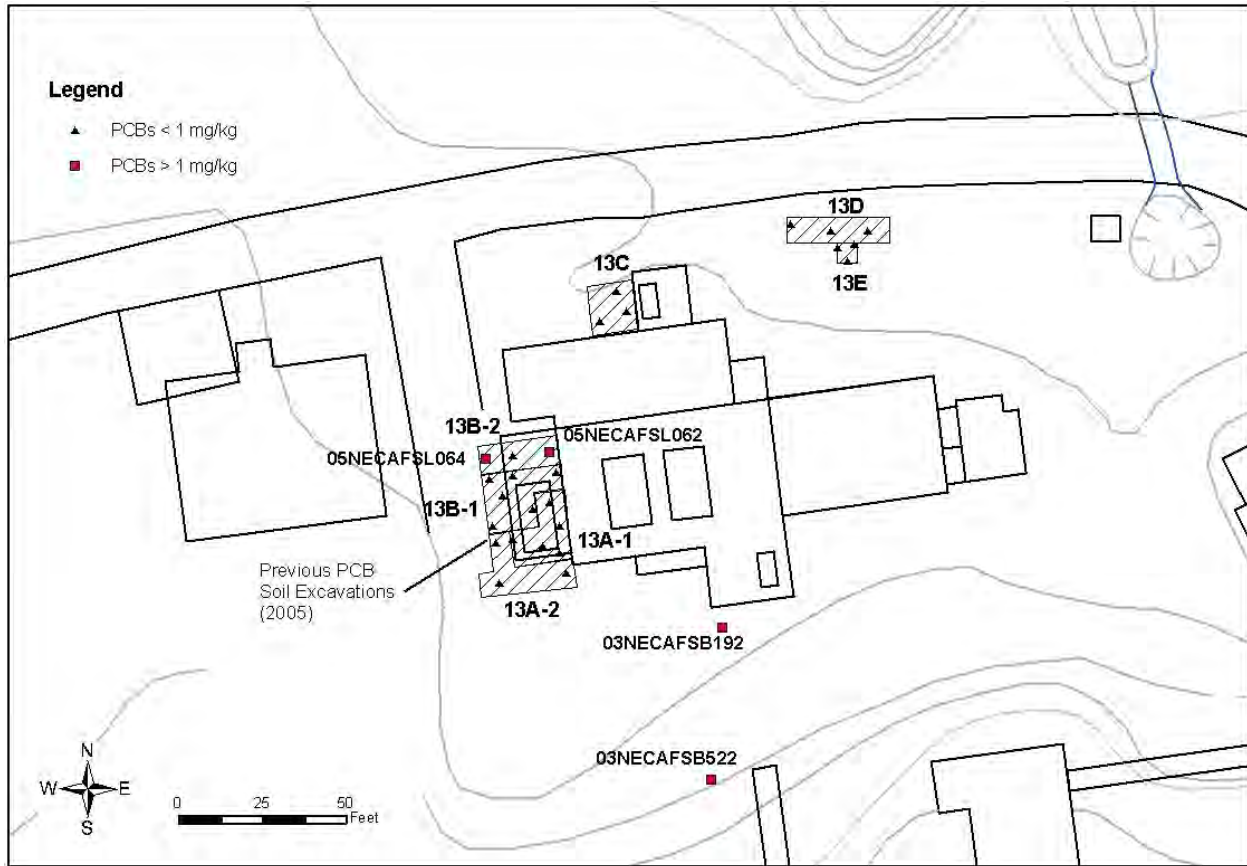 Legend
PCBs < 1 mg/kg
PCBs > 1 mg/kg
13D
13E
13C
13B-2
05NECAFSL062
05NECAFSL064
13B-1
13A-1
Previous PCB
Soil Excavations
(2005)
13A-2
03NECAFSB192
03NECAFSB522
N
W E
S
0 25 50
Feet